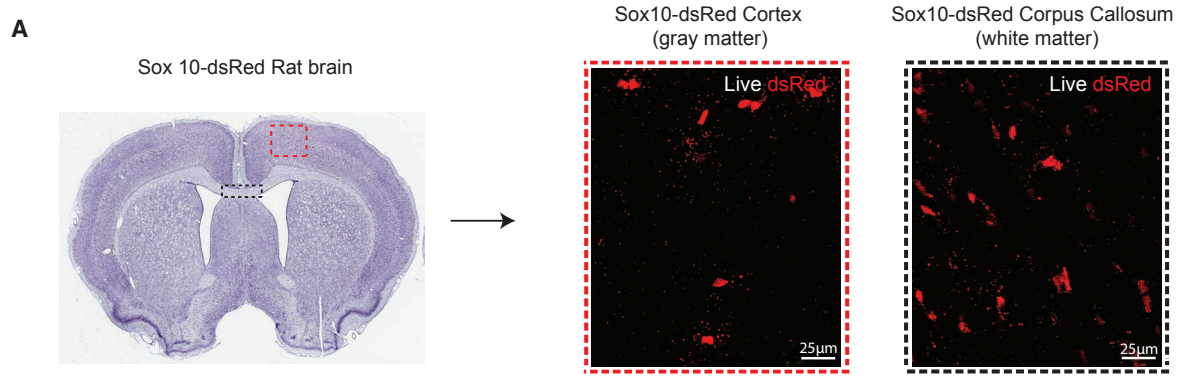 A
Sox 10-dsRed Rat brain
Sox10-dsRed Cortex
(gray matter)
Live dsRed
25µm
Sox10-dsRed Corpus Callosum
(white matter)
Live dsRed
25µm